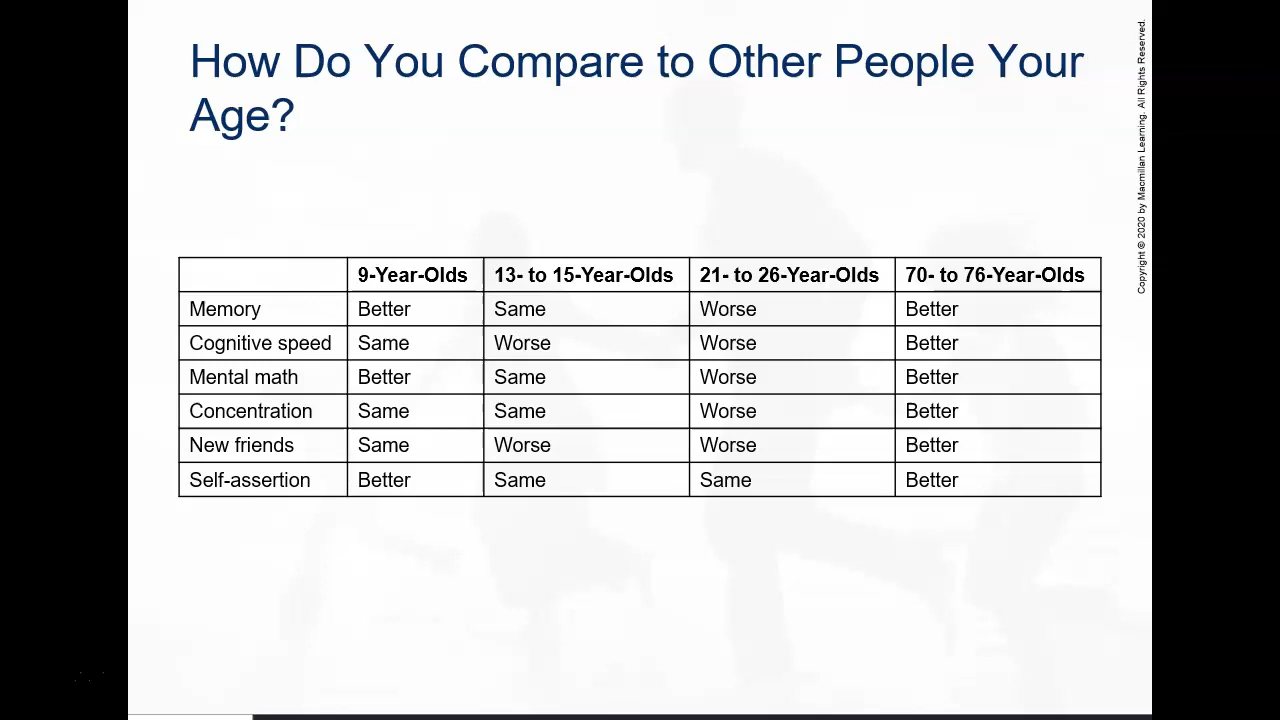 How Do You Compare to Other People Your
Age?
9-Year-Olds 13- to 15-Year-Olds 21- to 26-Year-Olds 70- to 76-Year-Olds
Memory Better Same Worse Better
Cognitive speed Same Worse Worse Better
Mental math Better Same Worse Better
Concentration Same Same Worse Better
New friends Same Worse Worse Better
Self-assertion Better Same Same Better
Copyright © 2020 by Macmillan Learning. All Rights Reserved.